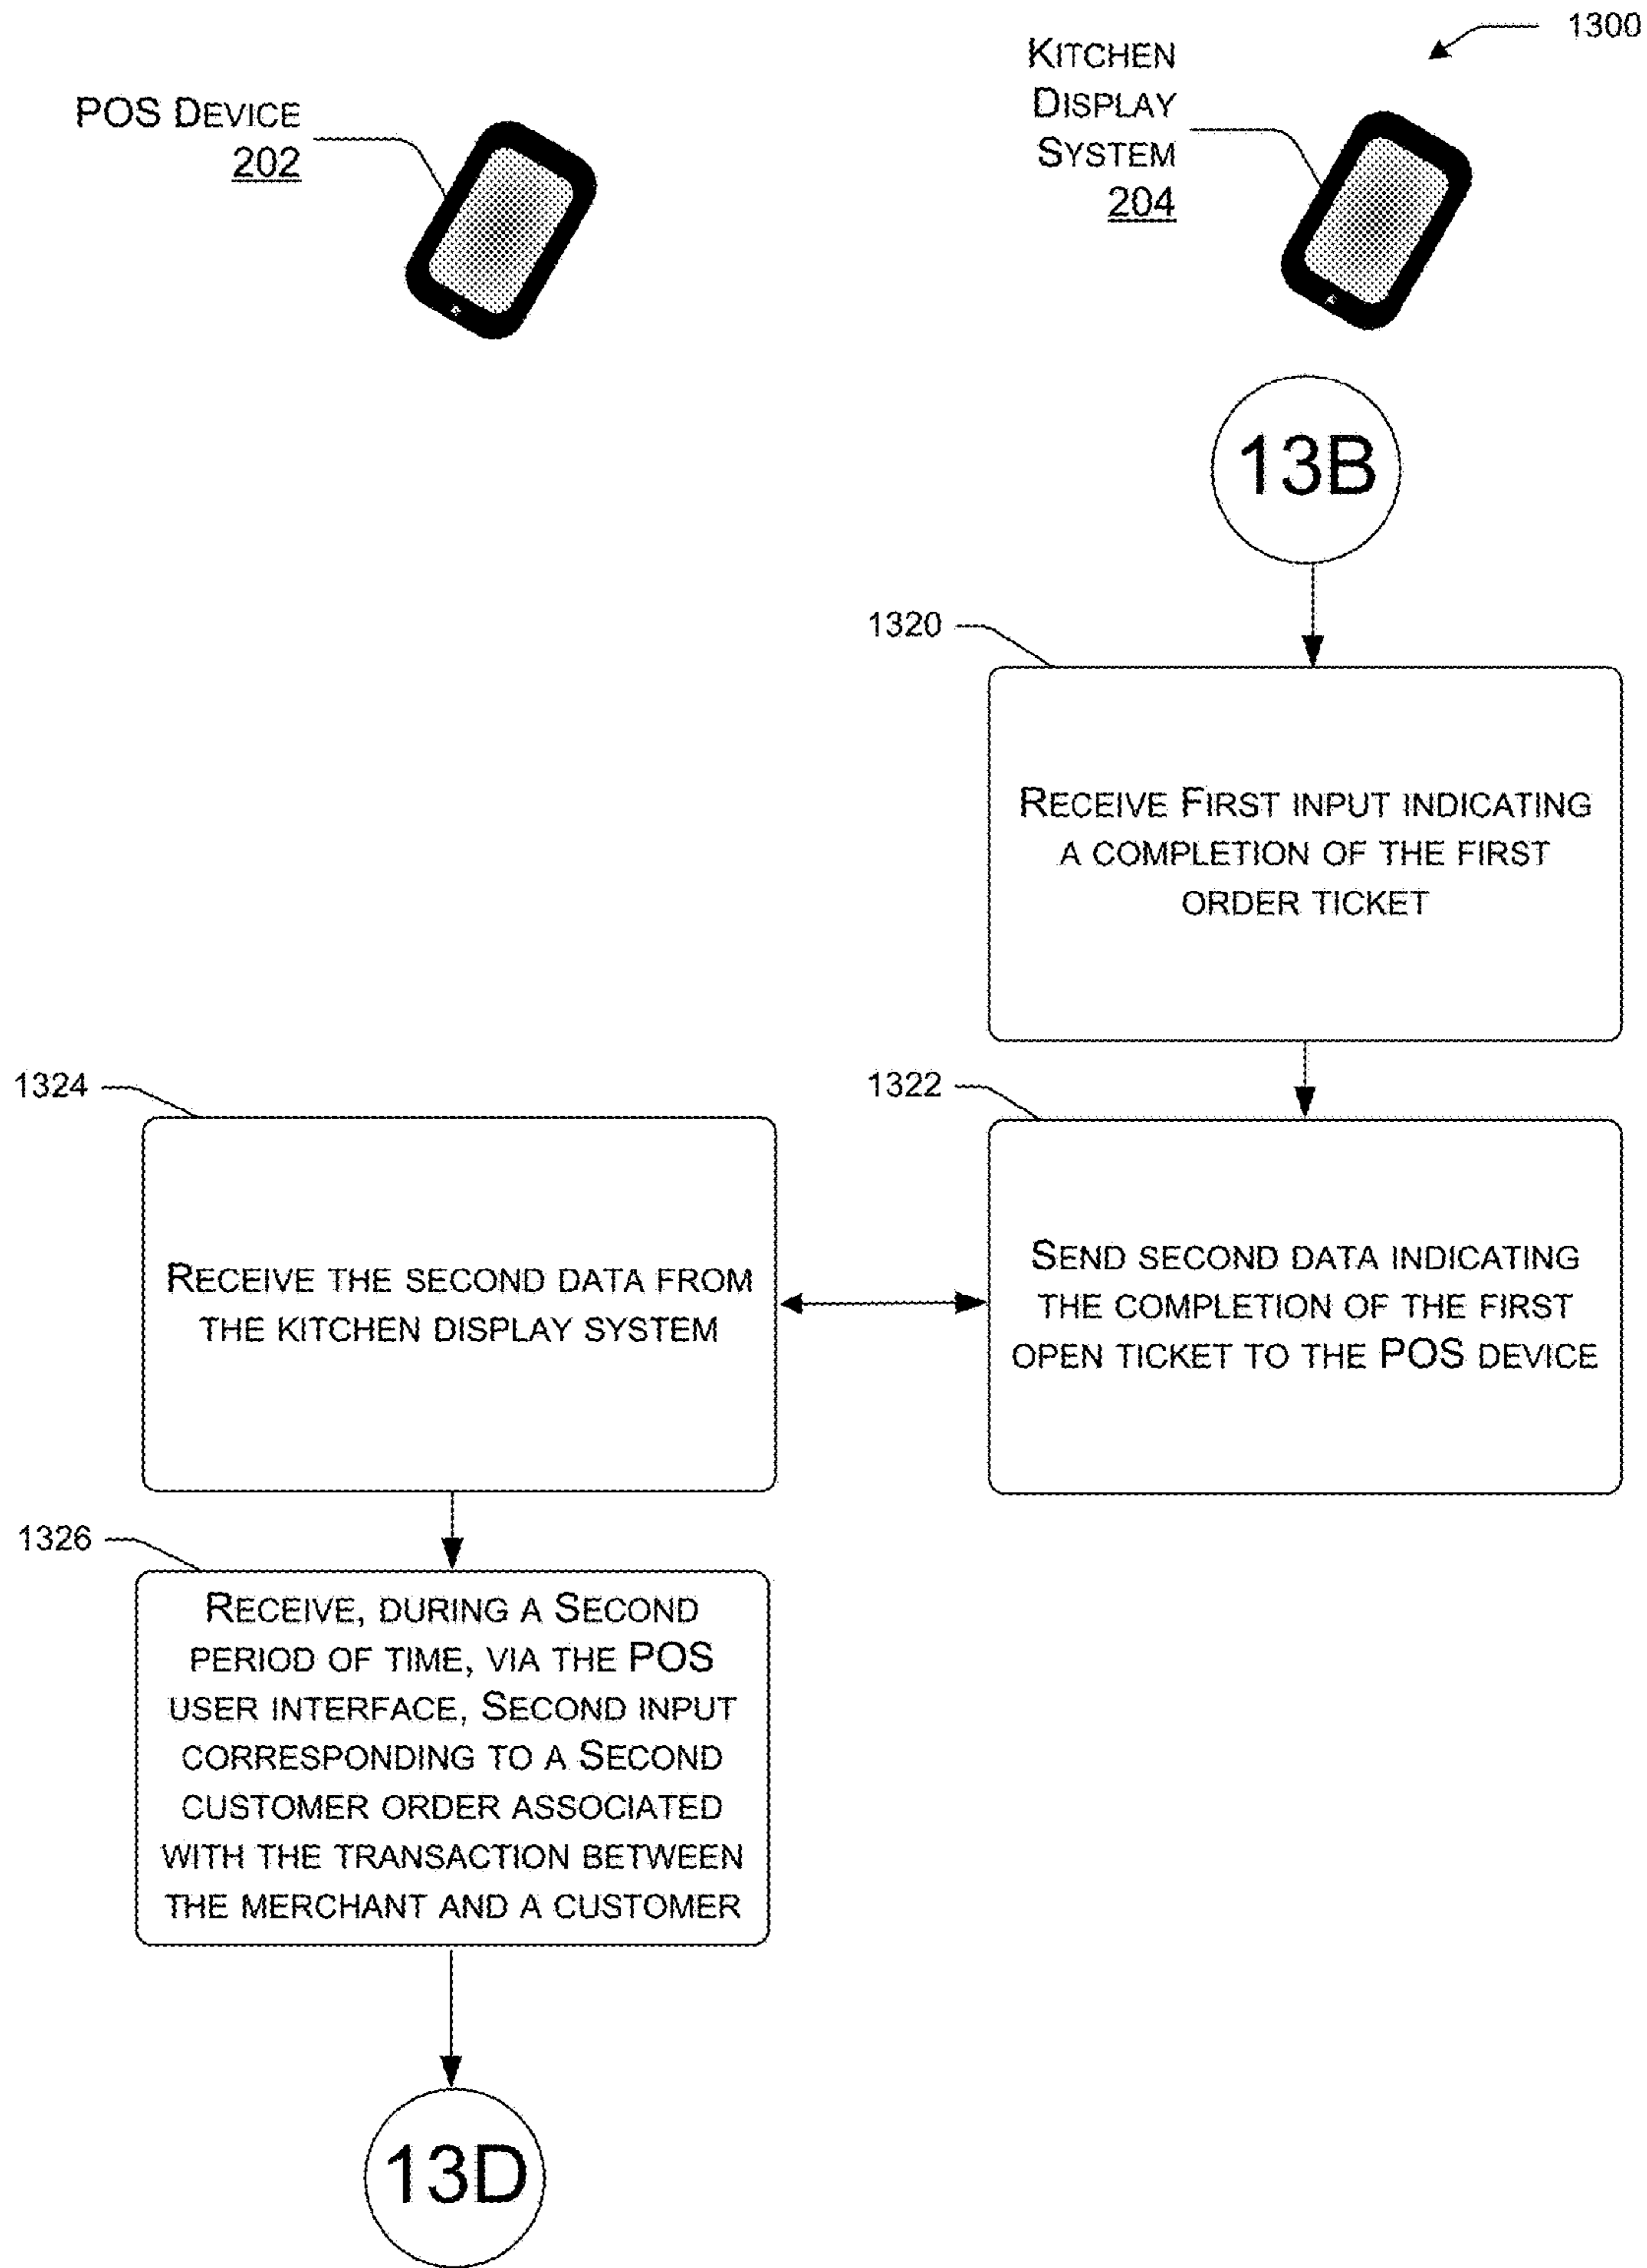 1300
POS DEVICE
202
KITCHEN
DISPLAY
SYSTEM
204
13B
1320
RECEIVE FIRST INPUT INDICATING
A COMPLETION OF THE FIRST
ORDER TICKET
1324
1322
RECEIVE THE SECOND DATA FROM
THE KITCHEN DISPLAY SYSTEM
SEND SECOND DATA INDICATING
THE COMPLETION OF THE FIRST
OPEN TICKET TO THE POS DEVICE
1326
RECEIVE, DURING A SECOND
PERIOD OF TIME, VIA THE POS
USER INTERFACE, SECOND INPUT
CORRESPONDING TO A SECOND
CUSTOMER ORDER ASSOCIATED
WITH THE TRANSACTION BETWEEN
THE MERCHANT AND A CUSTOMER
13D